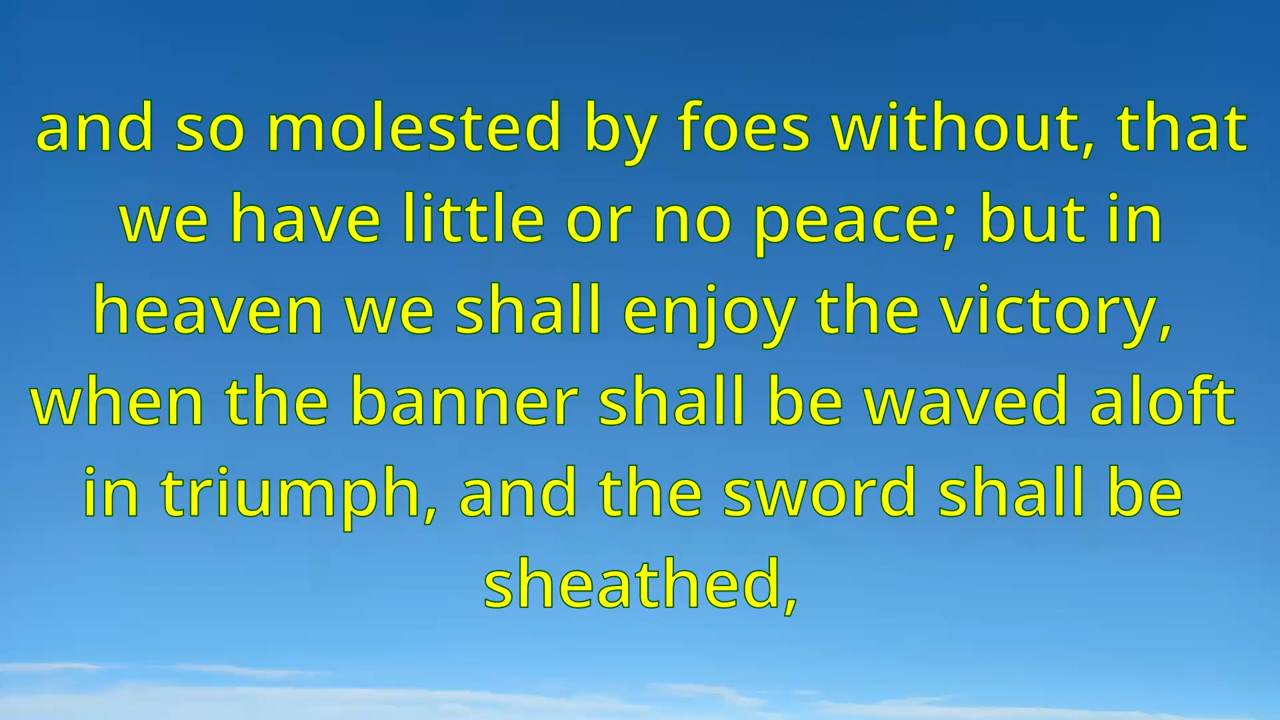 and so molested by foes without, that
we have little or no peace; but in
heaven we shall enjoy the victory,
when the banner shall be waved aloft
in triumph, and the sword shall be
sheathed,